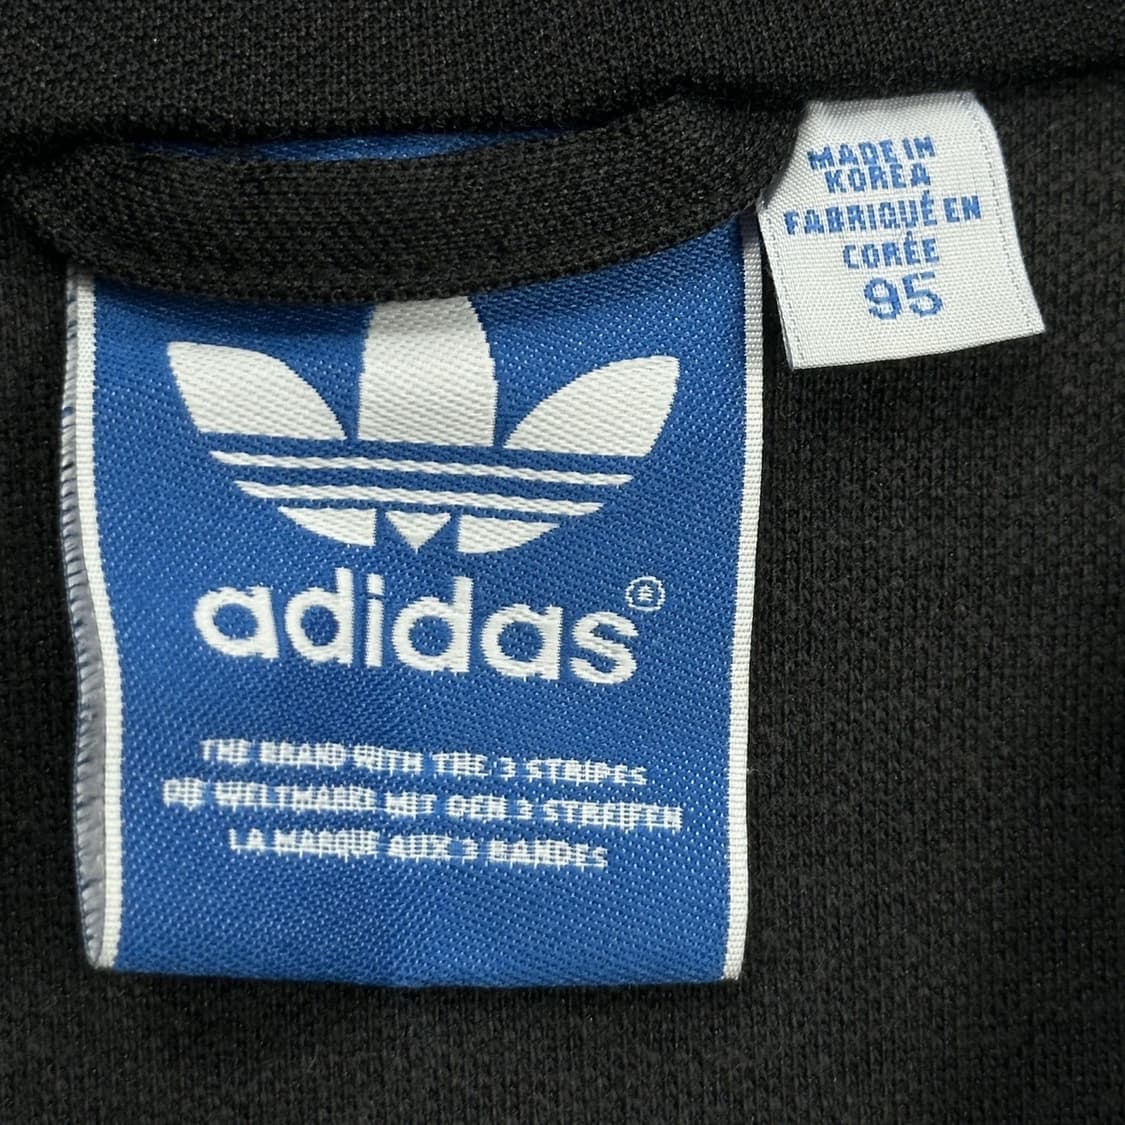 MADE IN
KOREA
FABRIQUÉ EN
CORÉE
95
adidas®
THE BRAND WITH THE 3 STRIPES
DIE WELTMARKE MIT DEN 3 STREIFEN
LA MARQUE AUX 3 BANDES